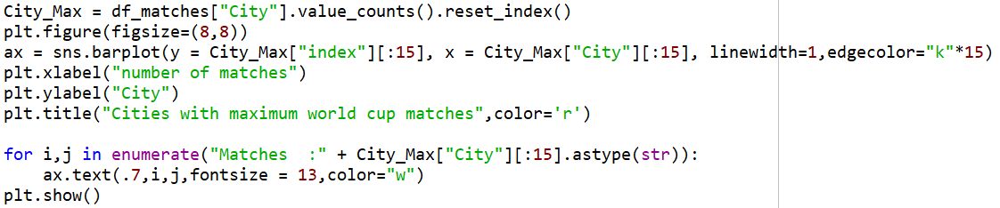 City_Max = df_matches["City"].value_counts().reset_index()
plt.figure(figsize=(8,8))
ax = sns.barplot(y = City_Max["index"][:15], x = City_Max["City"][:15], linewidth=1,edgecolor="k"*15)
plt.xlabel("number of matches")
plt.ylabel("City")
plt.title("Cities with maximum world cup matches",color='r')

for i,j in enumerate("Matches  :" + City_Max["City"][:15].astype(str)):
    ax.text(.7,i,j,fontsize = 13,color="w")
plt.show()